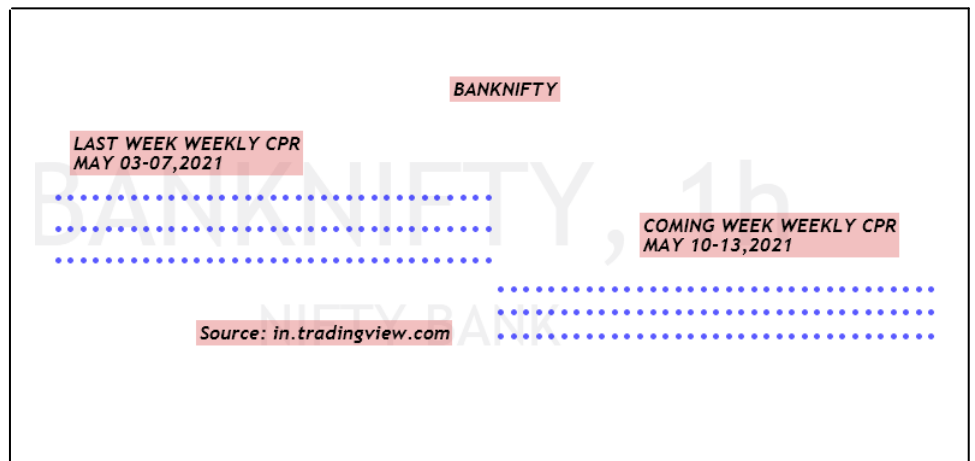 BANKNIFTY
LAST WEEK WEEKLY CPR
MAY 03-07,2021
BANKNIFTY, 1h
COMING WEEK WEEKLY CPR
MAY 10-13,2021
NIFTY BANK
Source: in.tradingview.com